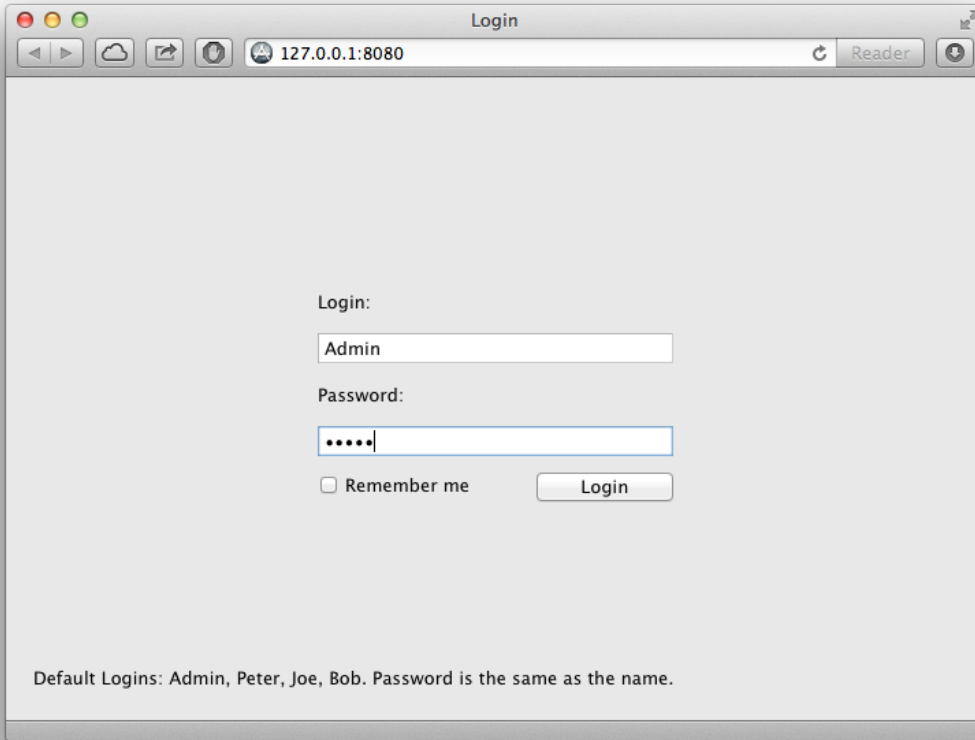 Login
127.0.0.1:8080 Reader
Login:
Admin
Password:
•••••
Remember me Login
Default Logins: Admin, Peter, Joe, Bob. Password is the same as the name.